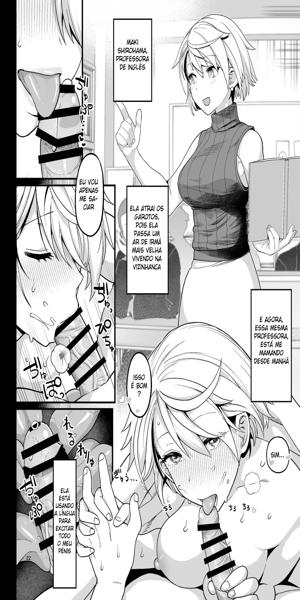 MAKI
SHIROHAMA,
PROFESSORA
DE INGLÊS
EU VOU
APENAS
ME SA-
CIAR
ELA ATRAI OS
GAROTOS,
POIS ELA
PASSA UM
AR DE IRMÃ
MAIS VELHA
VIVENDO NA
VIZINHANÇA
E AGORA,
ESSA MESMA
PROFESSORA,
ESTÁ ME
MAMANDO
DESDE MANHÃ
ISSO
É BOM
?
SIM...
ELA
ESTÁ
USANDO A
LÍNGUA
PARA
EXCITAR
TODO O
MEU
PÊNIS